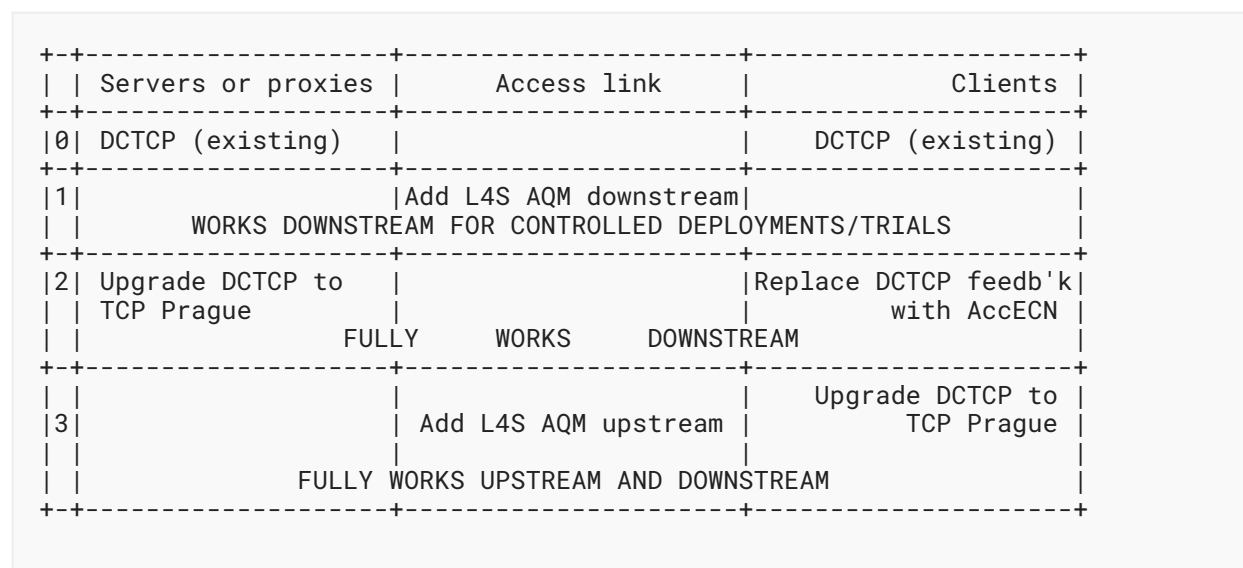 +-+--------------------+----------------------+---------------------+
| | Servers or proxies |      Access link     |             Clients |
+-+--------------------+----------------------+---------------------+
|0| DCTCP (existing)   |                      |    DCTCP (existing) |
+-+--------------------+----------------------+---------------------+
|1|                    |Add L4S AQM downstream|                     |
| |       WORKS DOWNSTREAM FOR CONTROLLED DEPLOYMENTS/TRIALS        |
+-+--------------------+----------------------+---------------------+
|2| Upgrade DCTCP to   |                      |Replace DCTCP feedb'k|
| | TCP Prague         |                      |         with AccECN |
| |                 FULLY     WORKS     DOWNSTREAM                  |
+-+--------------------+----------------------+---------------------+
| |                    |                      |    Upgrade DCTCP to |
|3|                    | Add L4S AQM upstream |          TCP Prague |
| |                    |                      |                     |
| |              FULLY WORKS UPSTREAM AND DOWNSTREAM                |
+-+--------------------+----------------------+---------------------+